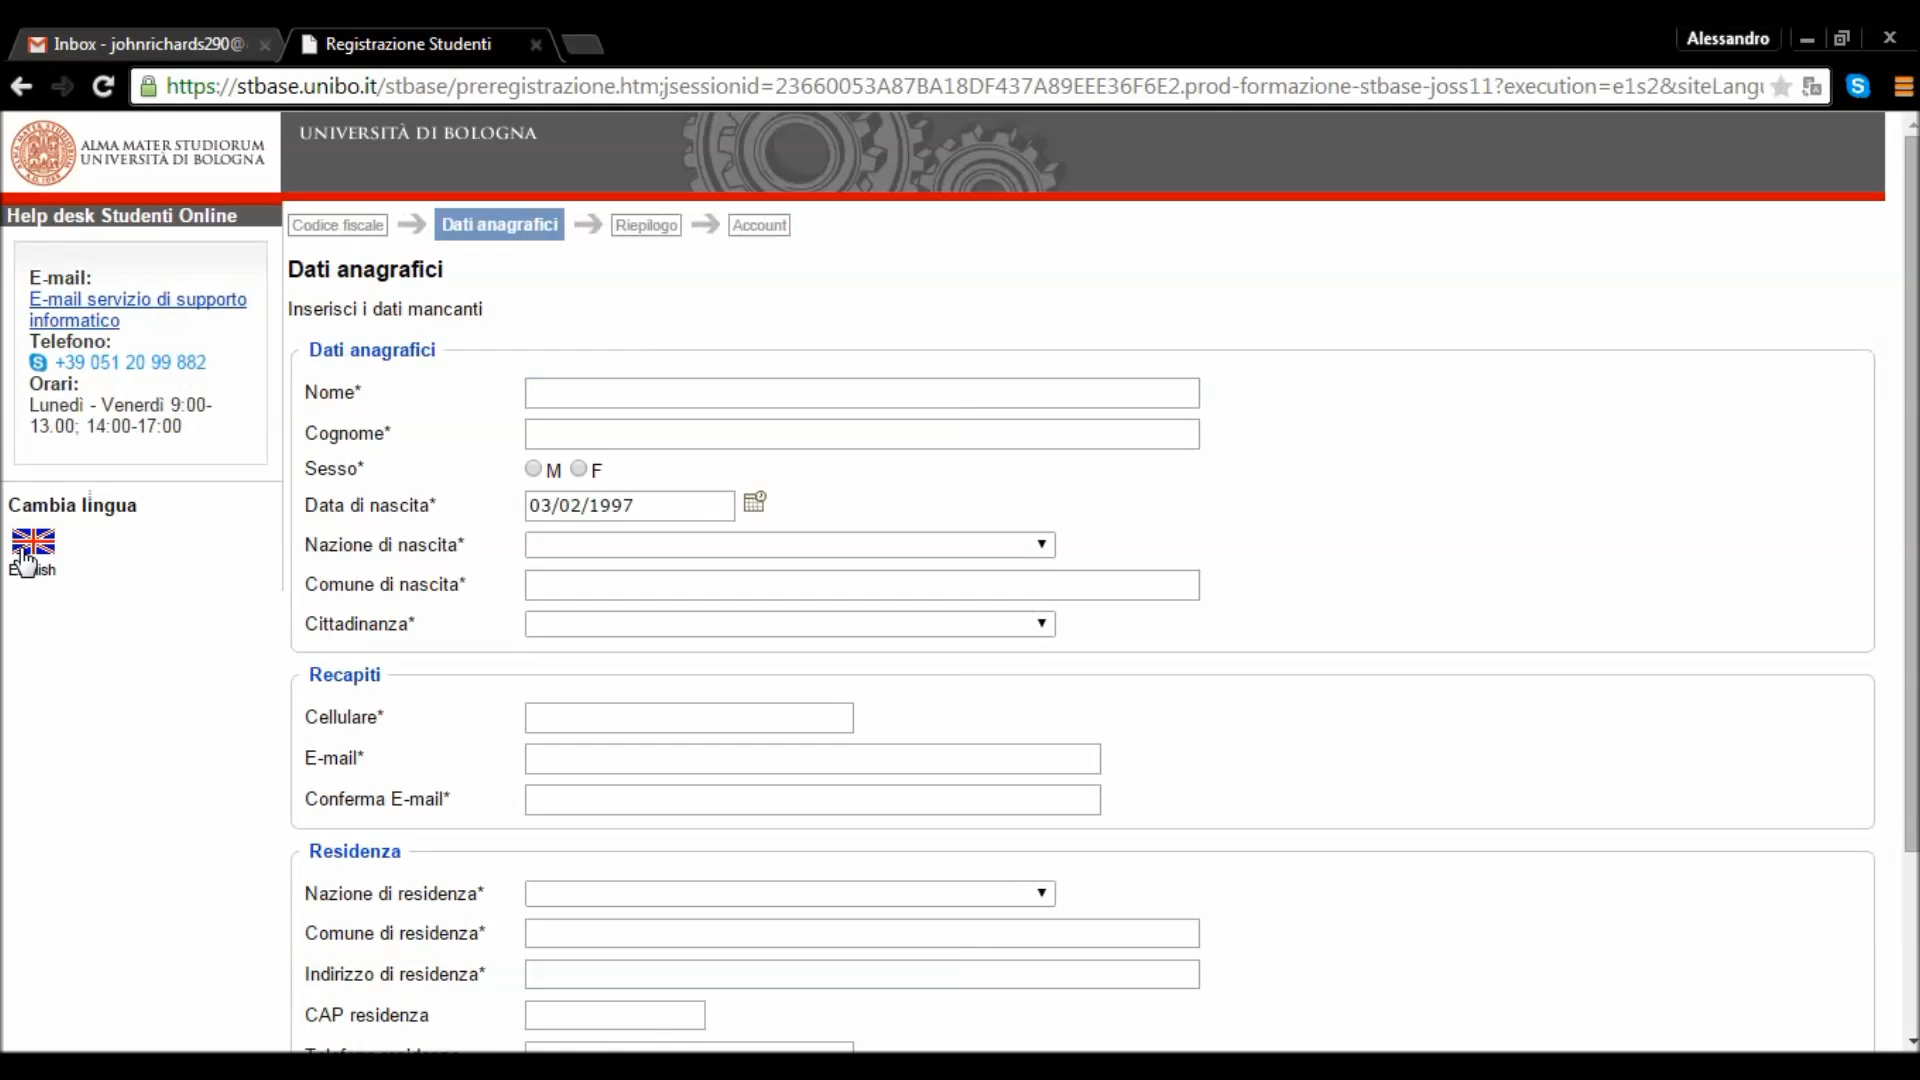 Inbox - johnrichards290@
Registrazione Studenti
Alessandro
https://stbase.unibo.it/stbase/preregistrazione.htm;jsessionid=23660053A87BA18DF437A89EEE36F6E2.prod-formazione-stbase-joss11?execution=e1s2&siteLangu
ALMA MATER STUDIORUM
UNIVERSITÀ DI BOLOGNA
UNIVERSITÀ DI BOLOGNA
Help desk Studenti Online
E-mail:
E-mail servizio di supporto
informatico
Telefono:
+39 051 20 99 882
Orari:
Lunedì - Venerdì 9:00-
13.00; 14:00-17:00
Cambia lingua
Codice fiscale
Dati anagrafici
Riepilogo
Account
Dati anagrafici
Inserisci i dati mancanti
Dati anagrafici
Nome*
Cognome*
Sesso*
M F
Data di nascita*
03/02/1997
Nazione di nascita*
Comune di nascita*
Cittadinanza*
Recapiti
Cellulare*
E-mail*
Conferma E-mail*
Residenza
Nazione di residenza*
Comune di residenza*
Indirizzo di residenza*
CAP residenza